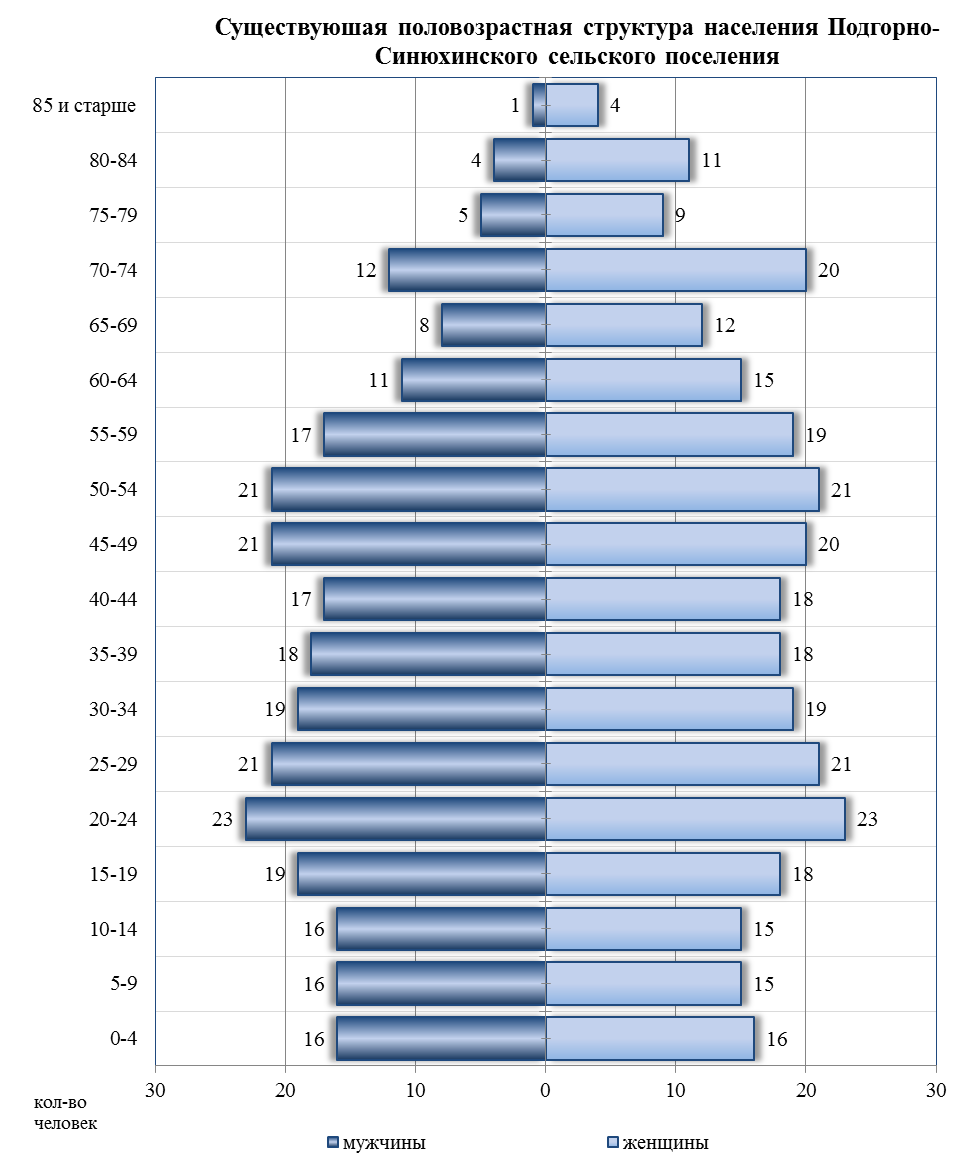 Существуюшая половозрастная структура населения Подгорно-
Синюхинского сельского поселения
85 и старше 1 4
80-84 4 11
75-79 5 9
70-74 12 20
65-69 8 12
60-64 11 15
55-59 17 19
50-54 21 21
45-49 21 20
40-44 17 18
35-39 18 18
30-34 19 19
25-29 21 21
20-24 23 23
15-19 19 18
10-14 16 15
5-9 16 15
0-4 16 16
30 20 10 0 10 20 30
кол-во
человек
мужчины женщины